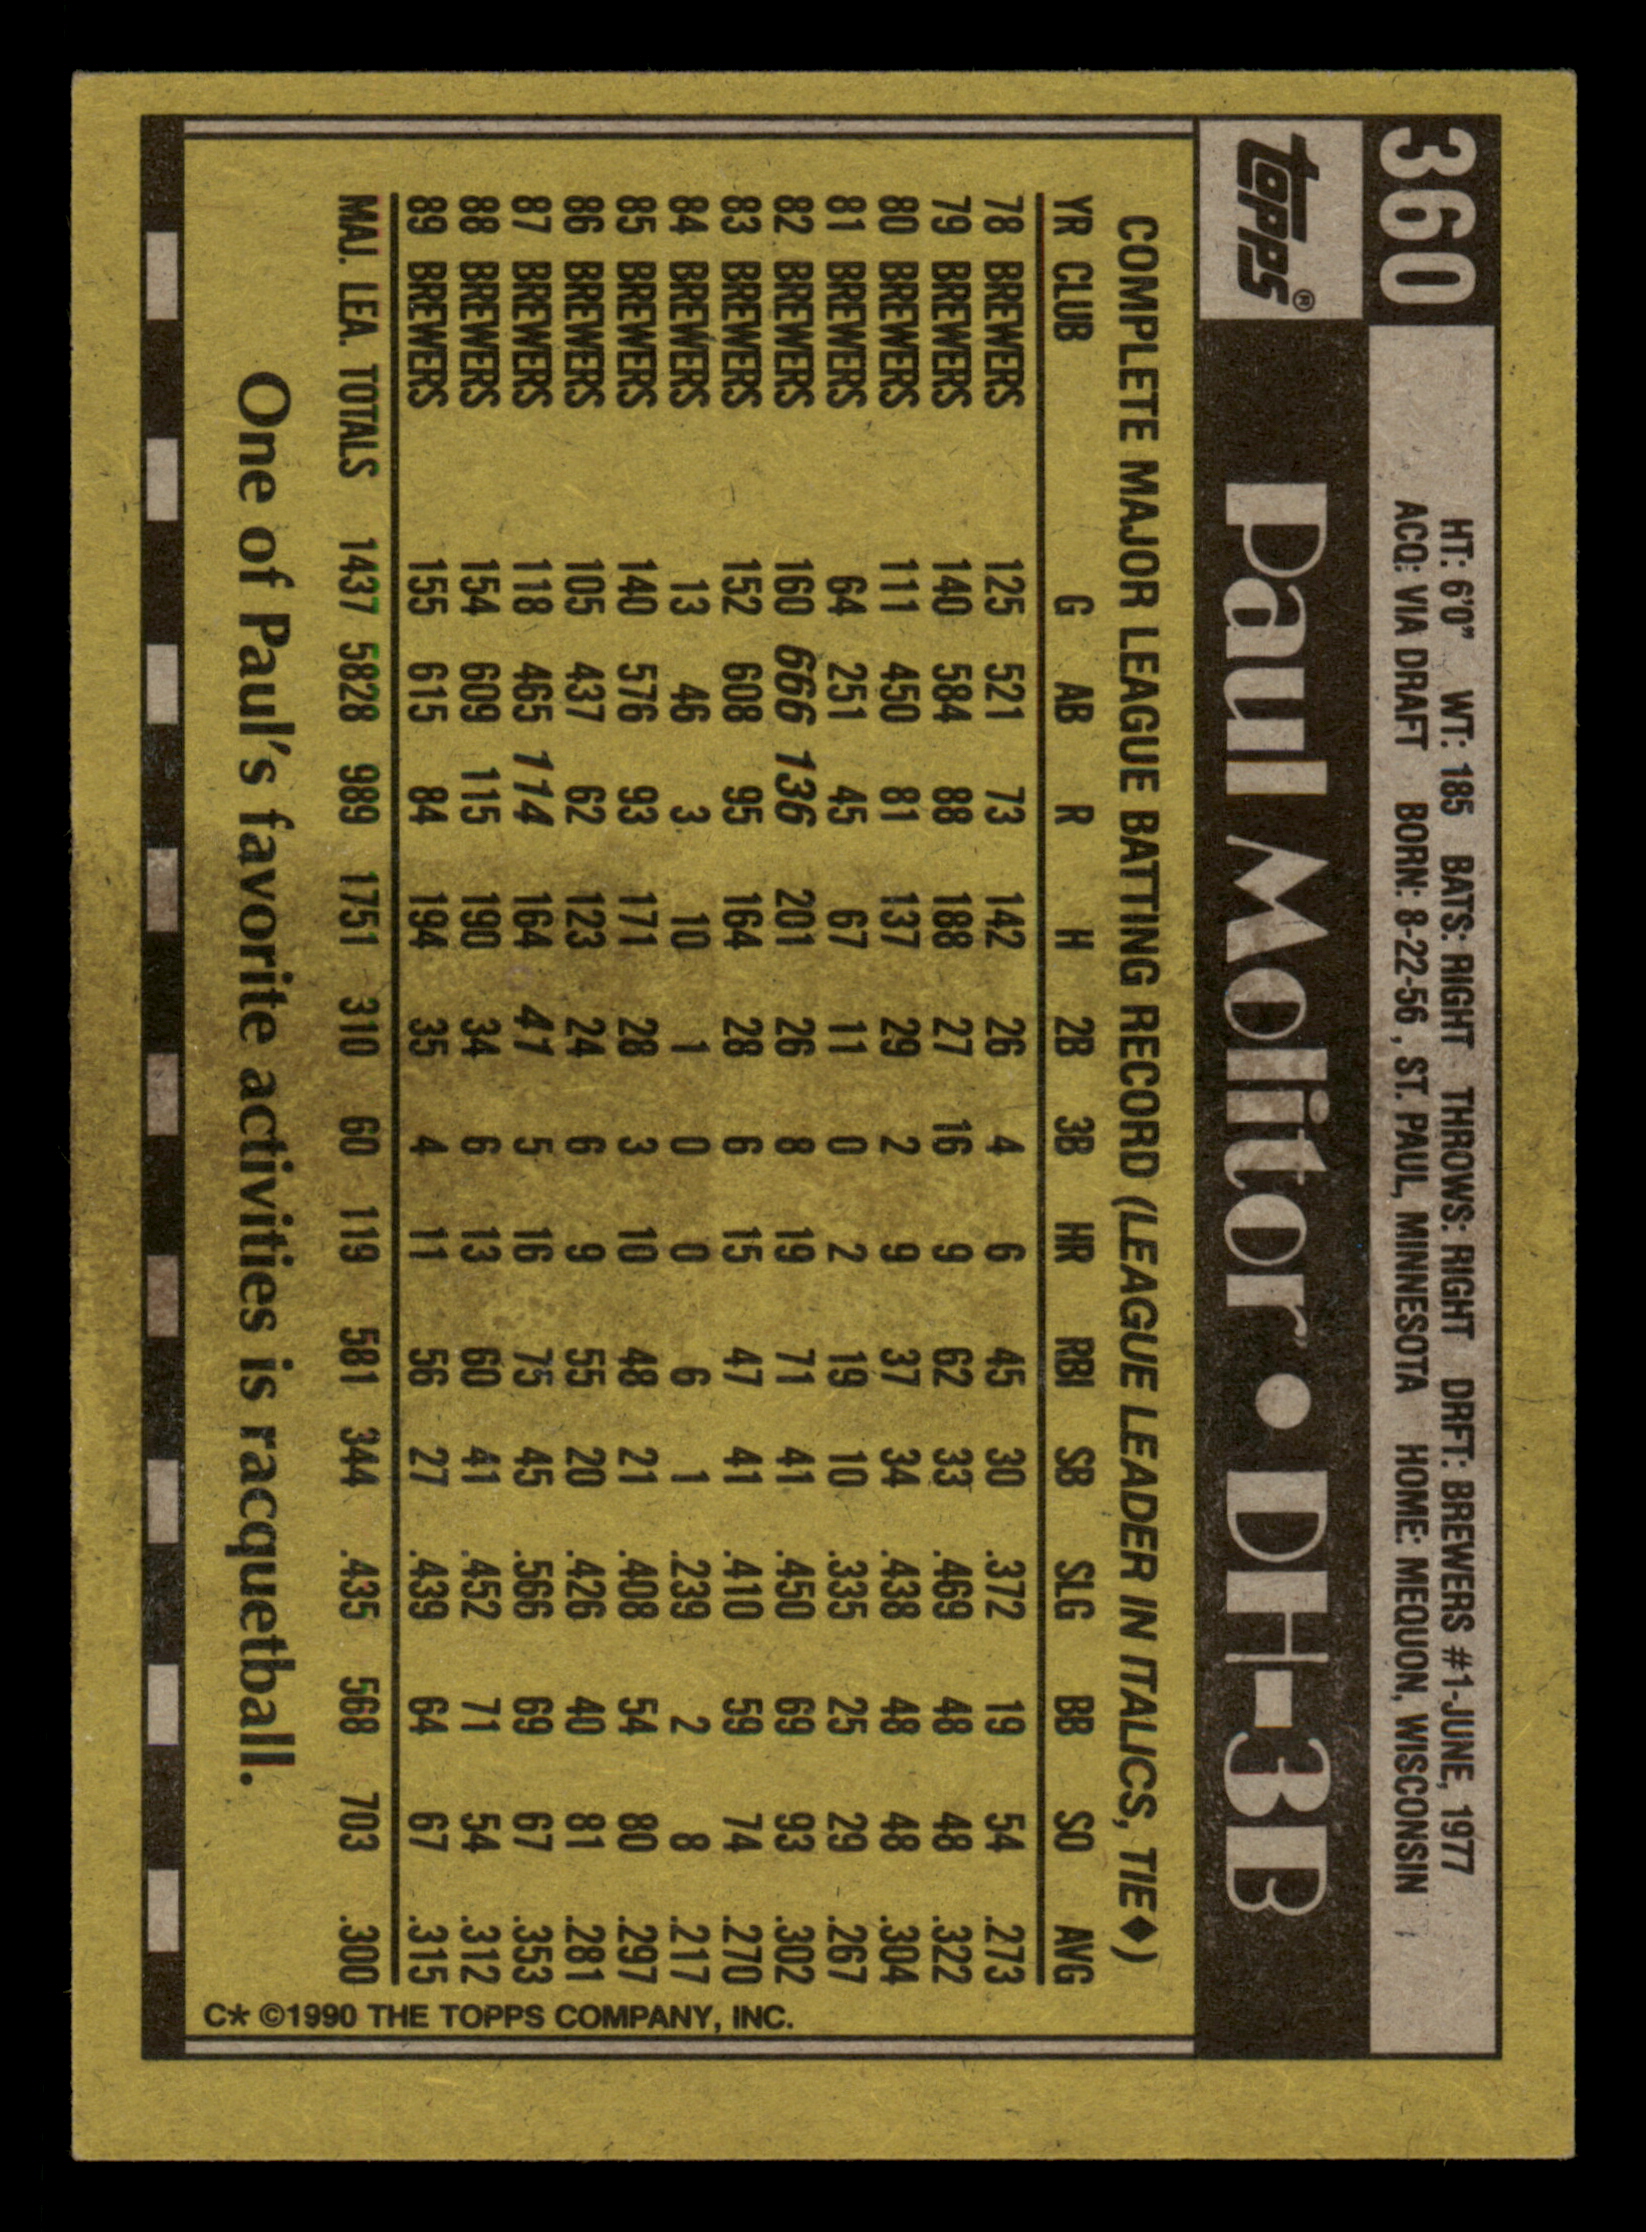 360 HT: 6'0" WT: 185 BATS: RIGHT THROWS: RIGHT DRFT: BREWERS #1-JUNE, 1977
ACQ: VIA DRAFT BORN: 8-22-56, ST. PAUL, MINNESOTA HOME: MEQUON, WISCONSIN
topps® Paul Molitor • DH-3B
COMPLETE MAJOR LEAGUE BATTING RECORD (LEAGUE LEADER IN ITALICS, TIE♦)
YR CLUB G AB R H 2B 3B HR RBI SB SLG BB SO AVG
78 BREWERS 125 521 73 142 26 4 6 45 30 .372 19 54 .273
79 BREWERS 140 584 88 188 27 16 9 62 33 .469 48 48 .322
80 BREWERS 111 450 81 137 29 2 9 37 34 .438 48 48 .304
81 BREWERS 64 251 45 67 11 0 2 19 10 .335 25 29 .267
82 BREWERS 160 666 136 201 26 8 19 71 41 .450 69 93 .302
83 BREWERS 152 608 95 164 28 6 15 47 41 .410 59 74 .270
84 BREWERS 13 46 3 10 1 0 0 6 1 .239 2 8 .217
85 BREWERS 140 576 93 171 28 3 10 48 21 .408 54 80 .297
86 BREWERS 105 437 62 123 24 6 9 55 20 .426 40 81 .281
87 BREWERS 118 465 114 164 41 5 16 75 45 .566 69 67 .353
88 BREWERS 154 609 115 190 34 6 13 60 41 .452 71 54 .312
89 BREWERS 155 615 84 194 35 4 11 56 27 .439 64 67 .315
MAJ. LEA. TOTALS 1437 5828 989 1751 310 60 119 581 344 .435 568 703 .300
One of Paul's favorite activities is racquetball.
C* ©1990 THE TOPPS COMPANY, INC.